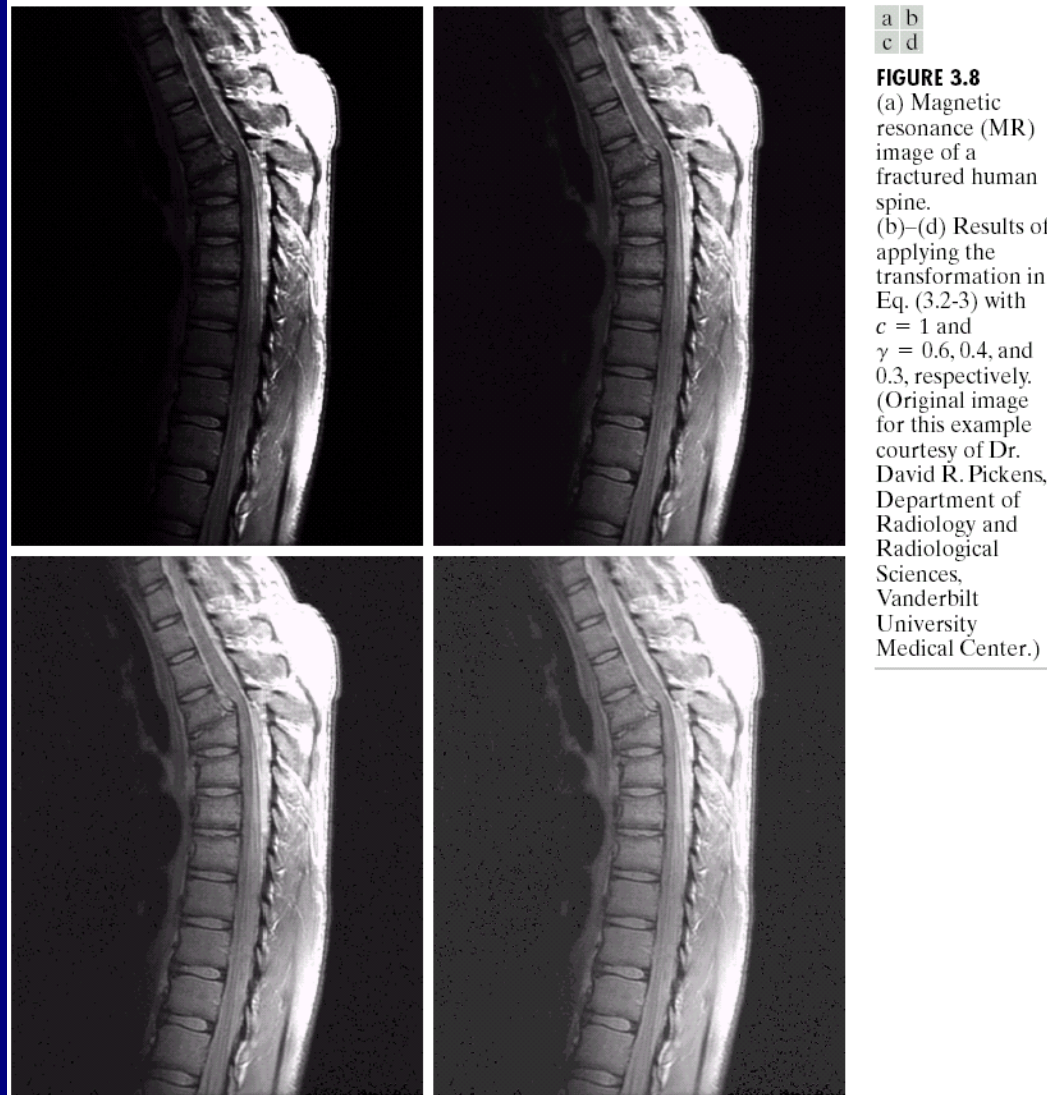 a b
c d
FIGURE 3.8
(a) Magnetic
resonance (MR)
image of a
fractured human
spine.
(b)–(d) Results of
applying the
transformation in
Eq. (3.2-3) with
c = 1 and
γ = 0.6, 0.4, and
0.3, respectively.
(Original image
for this example
courtesy of Dr.
David R. Pickens,
Department of
Radiology and
Radiological
Sciences,
Vanderbilt
University
Medical Center.)